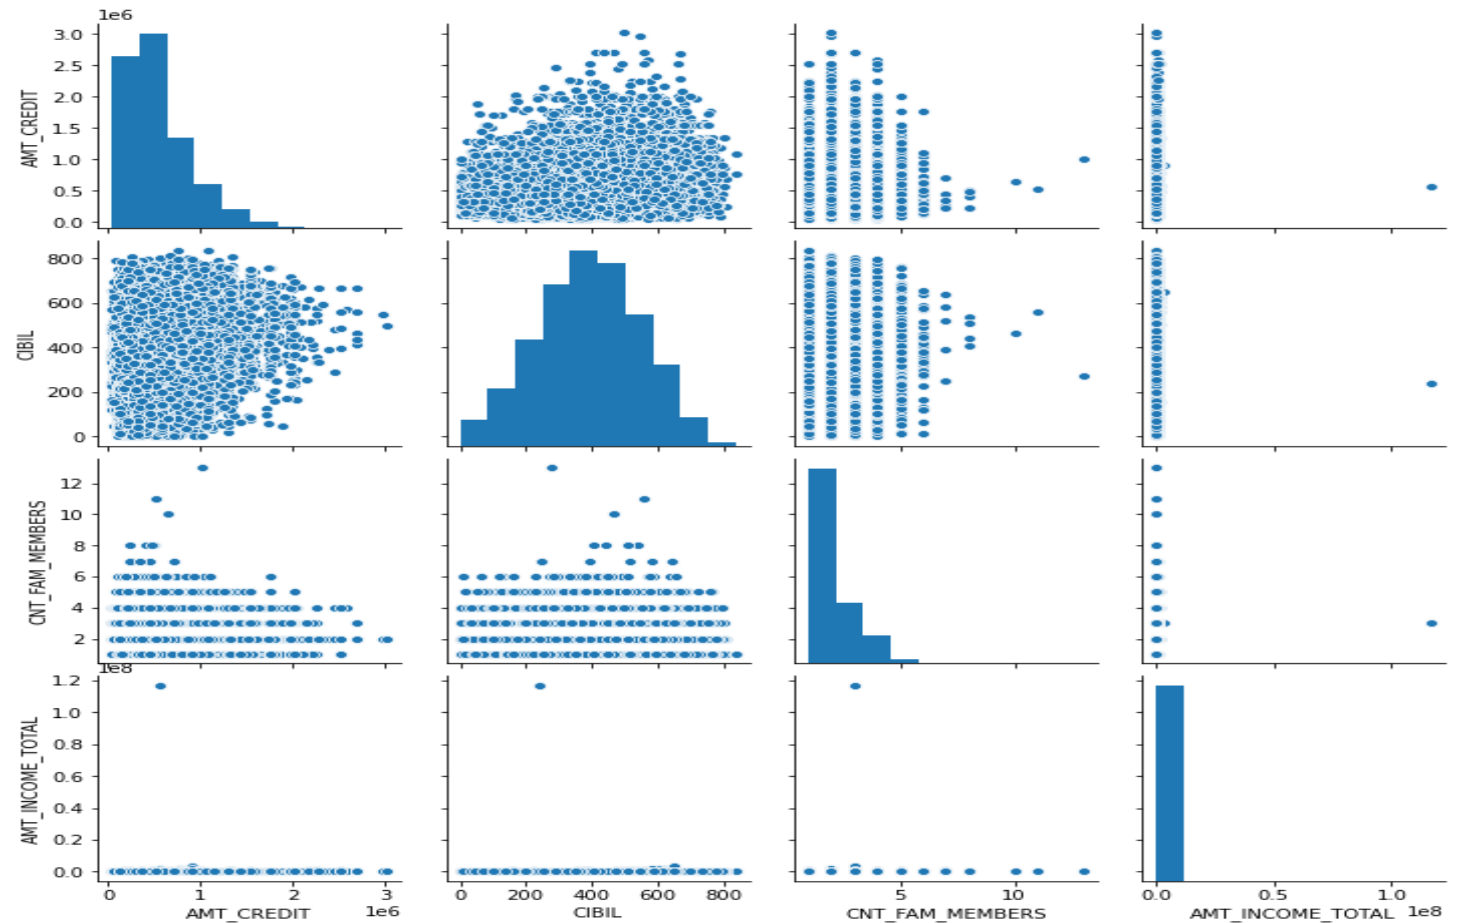 1e6
3.0
2.5
2.0
1.5
1.0
0.5
0.0
AMT_CREDIT
800
600
400
200
0
CIBIL
12
10
8
6
4
2
CNT_FAM_MEMBERS
1e8
1.2
1.0
0.8
0.6
0.4
0.2
0.0
AMT_INCOME_TOTAL
0 1 2 3
AMT_CREDIT 1e6
0 200 400 600 800
CIBIL
5 10
CNT_FAM_MEMBERS
0.0 0.5 1.0
AMT_INCOME_TOTAL 1e8